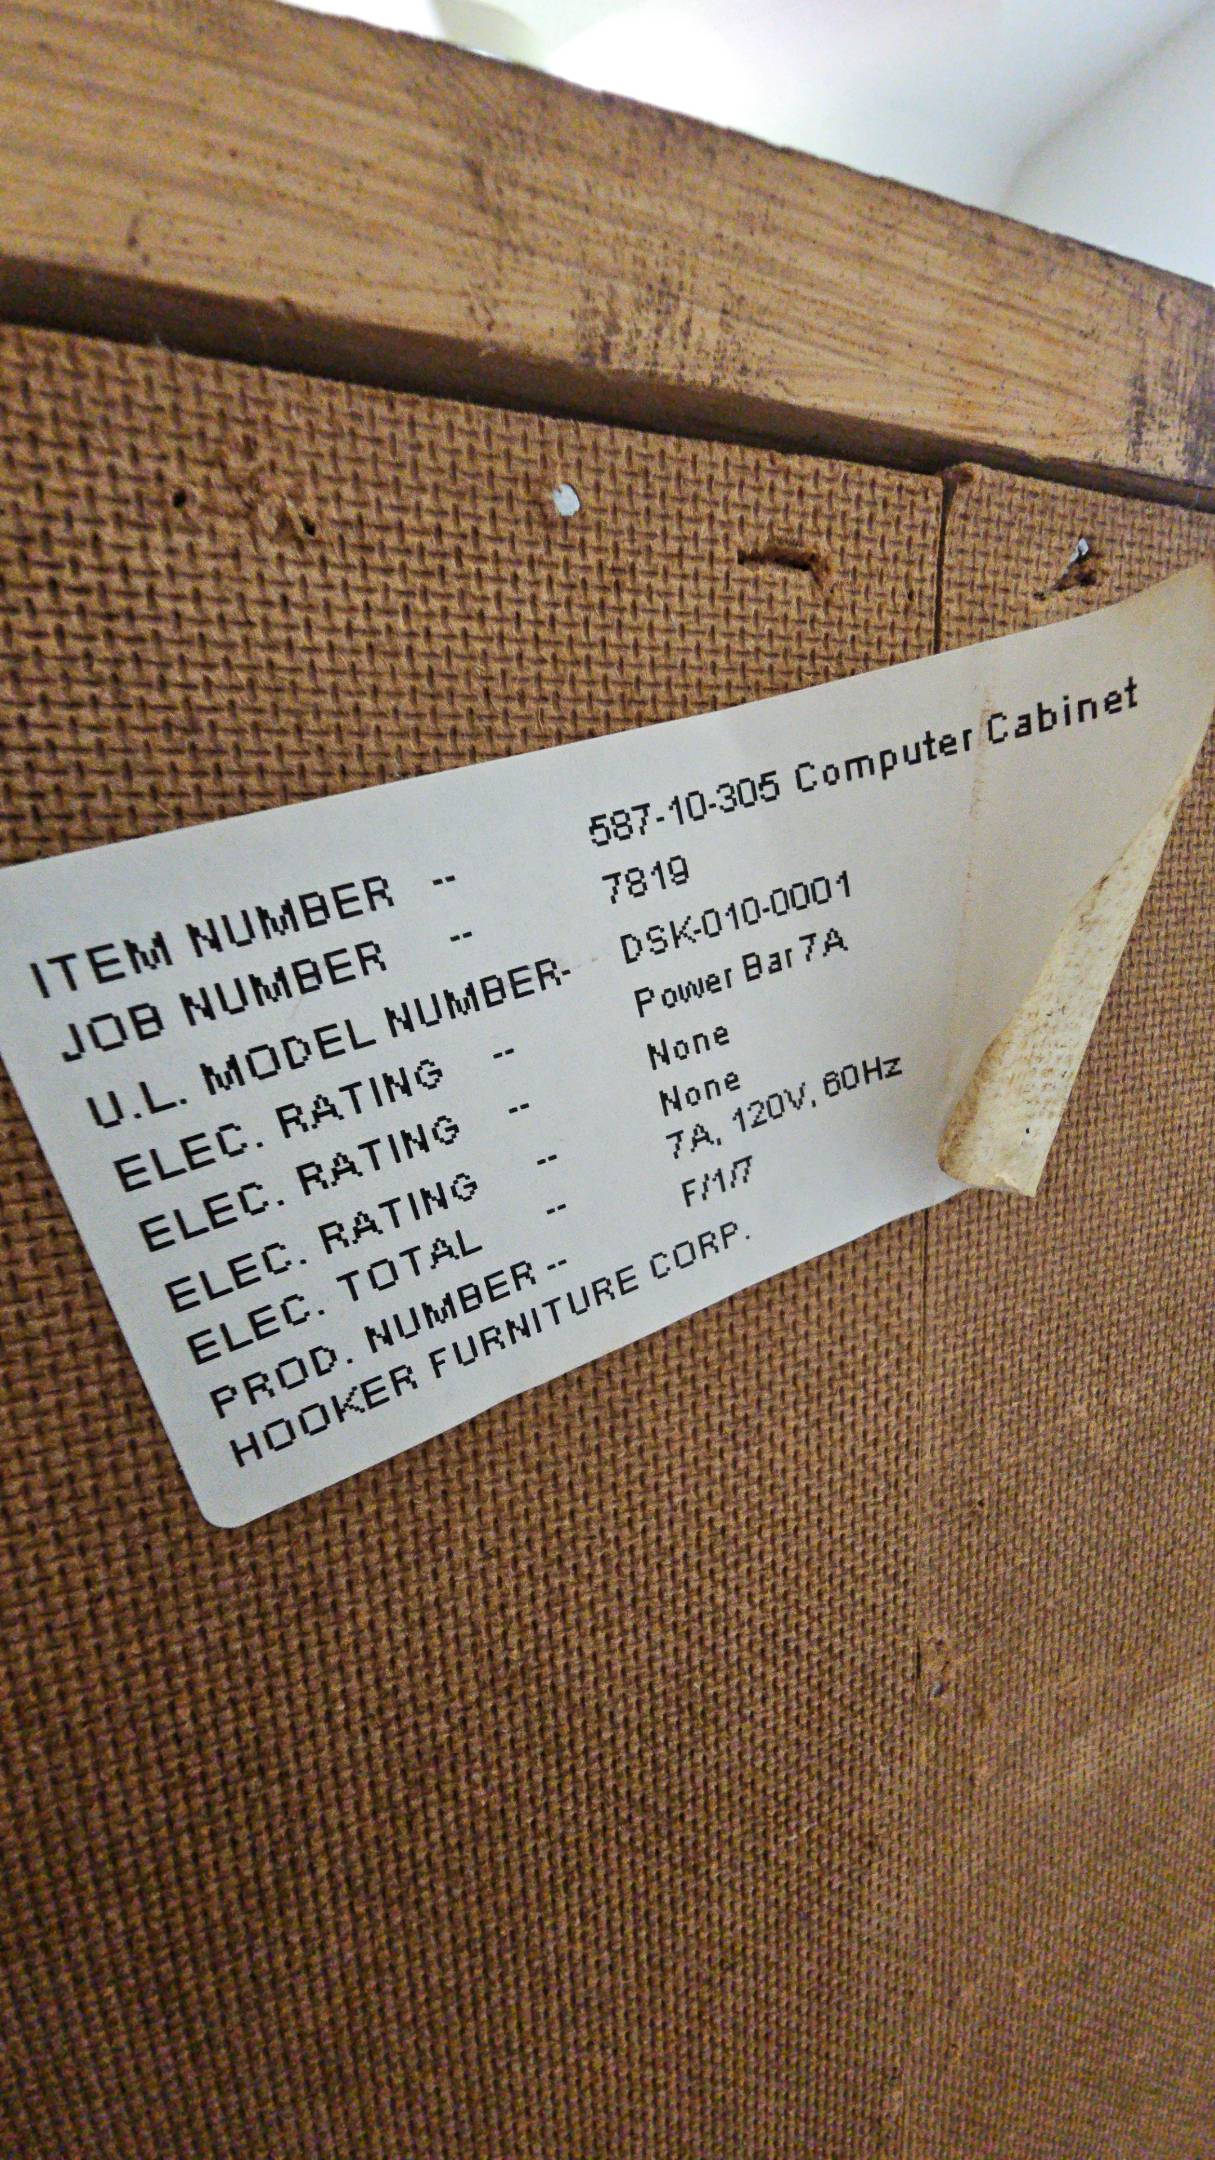 ITEM NUMBER -- 587-10-305 Computer Cabinet
JOB NUMBER -- 7819
U.L. MODEL NUMBER- DSK-010-0001
ELEC. RATING -- Power Bar 7A
ELEC. RATING -- None
ELEC. RATING -- None
ELEC. TOTAL -- 7A, 120V, 60Hz
PROD. NUMBER -- F/1/7
HOOKER FURNITURE CORP.